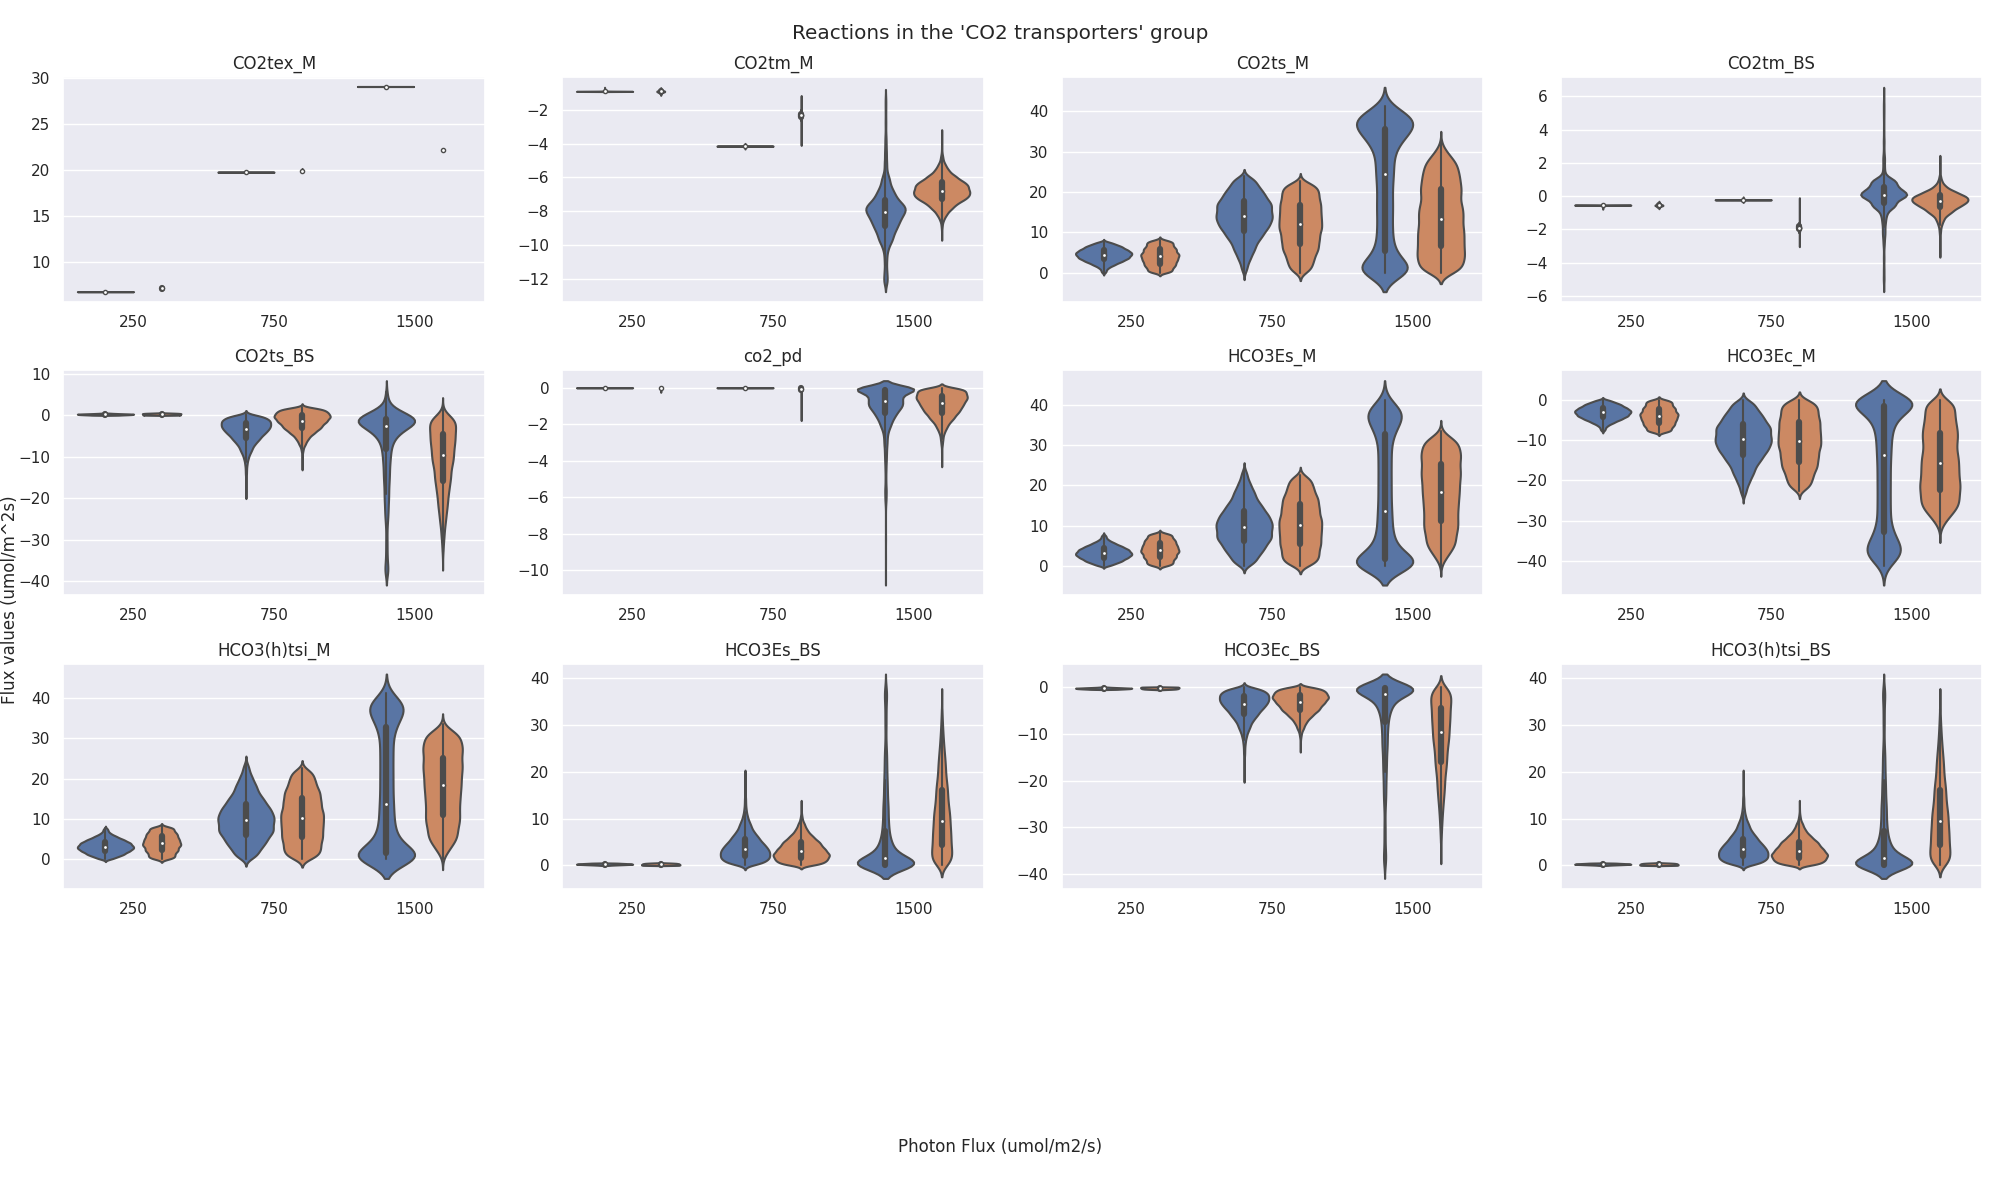 Reactions in the 'CO2 transporters' group
CO2tex_M
30
25
20
15
10
250 750 1500
CO2tm_M
−2
−4
−6
−8
−10
−12
250 750 1500
CO2ts_M
40
30
20
10
0
250 750 1500
CO2tm_BS
6
4
2
0
−2
−4
−6
250 750 1500
CO2ts_BS
10
0
−10
−20
−30
−40
250 750 1500
co2_pd
0
−2
−4
−6
−8
−10
250 750 1500
HCO3Es_M
40
30
20
10
0
250 750 1500
HCO3Ec_M
0
−10
−20
−30
−40
250 750 1500
HCO3(h)tsi_M
40
30
20
10
0
250 750 1500
HCO3Es_BS
40
30
20
10
0
250 750 1500
HCO3Ec_BS
0
−10
−20
−30
−40
250 750 1500
HCO3(h)tsi_BS
40
30
20
10
0
250 750 1500
Flux values (umol/m^2s)
Photon Flux (umol/m2/s)